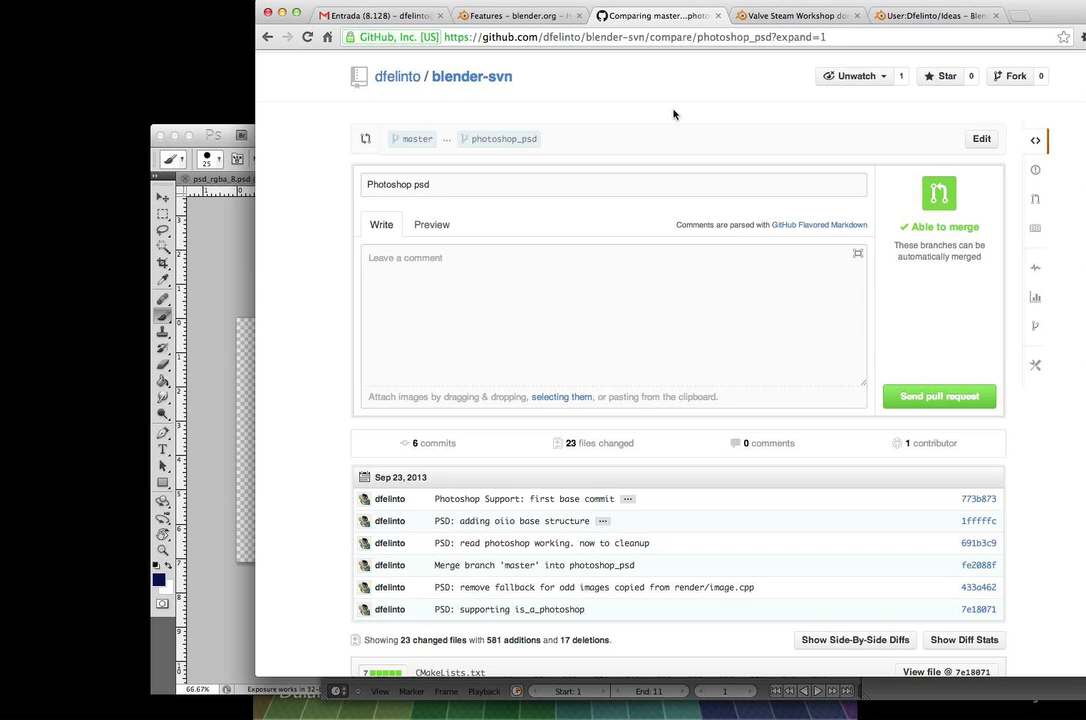 Entrada (8.128) - dfelinto
Features - blender.org - H
Comparing master...photo
Valve Steam Workshop do
User:Dfelinto/Ideas - Blen
GitHub, Inc. [US] https://github.com/dfelinto/blender-svn/compare/photoshop_psd?expand=1
dfelinto / blender-svn
Unwatch 1
Star 0
Fork 0
Ps
Br
master ... photoshop_psd
Edit
25
psd_rgba_8.psd
Photoshop psd
Write Preview
Comments are parsed with GitHub Flavored Markdown
Leave a comment
Able to merge
These branches can be
automatically merged
Attach images by dragging & dropping, selecting them, or pasting from the clipboard.
Send pull request
6 commits
23 files changed
0 comments
1 contributor
Sep 23, 2013
dfelinto Photoshop Support: first base commit ... 773b873
dfelinto PSD: adding oiio base structure ... 1fffffc
dfelinto PSD: read photoshop working. now to cleanup 691b3c9
dfelinto Merge branch 'master' into photoshop_psd fe2088f
dfelinto PSD: remove fallback for odd images copied from render/image.cpp 433a462
dfelinto PSD: supporting is_a_photoshop 7e18071
Showing 23 changed files with 581 additions and 17 deletions.
Show Side-By-Side Diffs
Show Diff Stats
7 CMakeLists.txt
View file @ 7e18071
66.67%
Exposure works in 32-
View Marker Frame Playback
Start: 1
End: 11
1